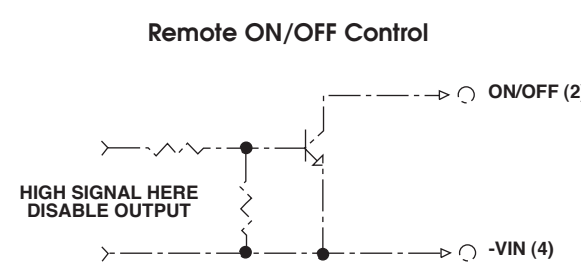 Remote ON/OFF Control
ON/OFF (2
HIGH SIGNAL HERE
DISABLE OUTPUT
-VIN (4)